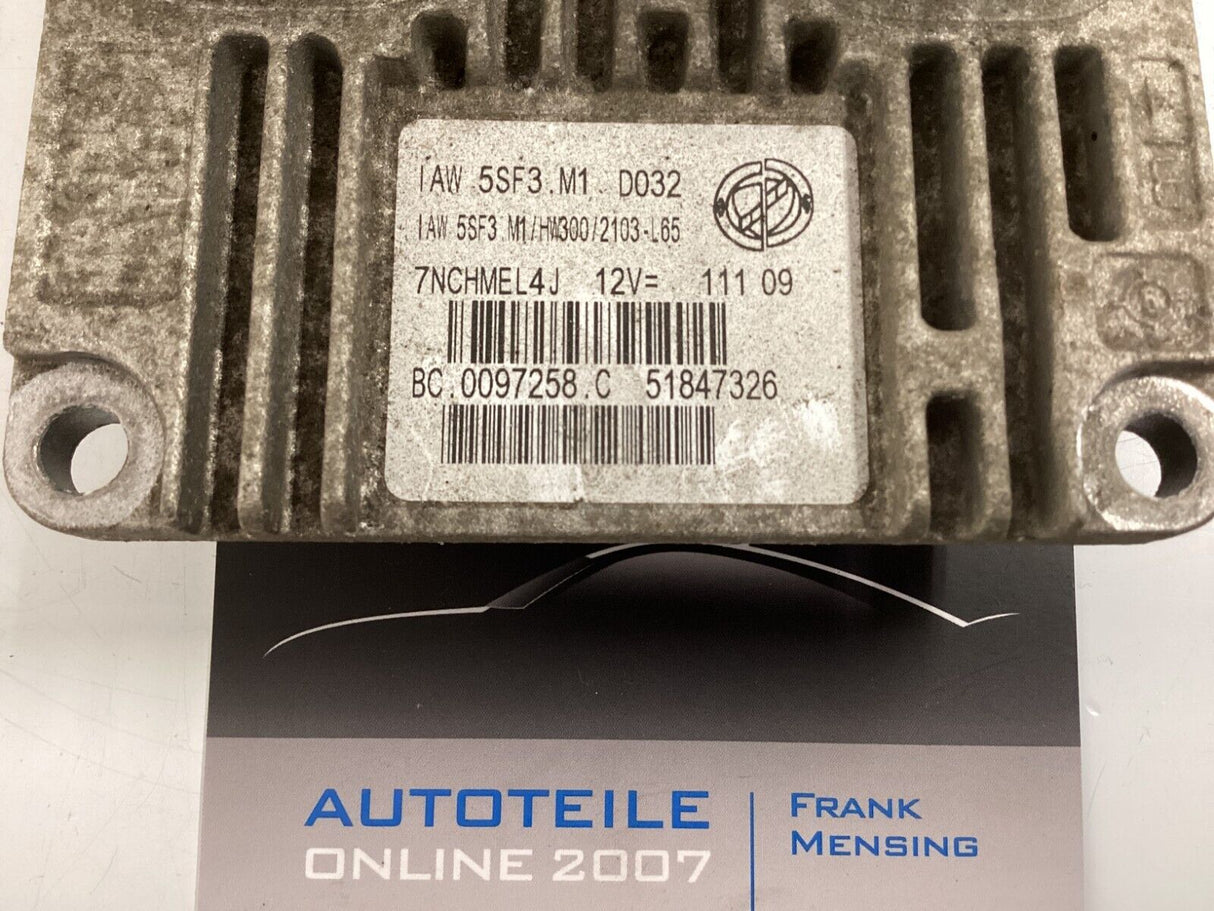 IAW 5SF3.M1. D032
IAW 5SF3.M1/HW300/2103-L65
7NCHMEL4J 12V= . 111 09
BC.0097258.C 51847326
AUTOTEILE
ONLINE 2007
FRANK
MENSING